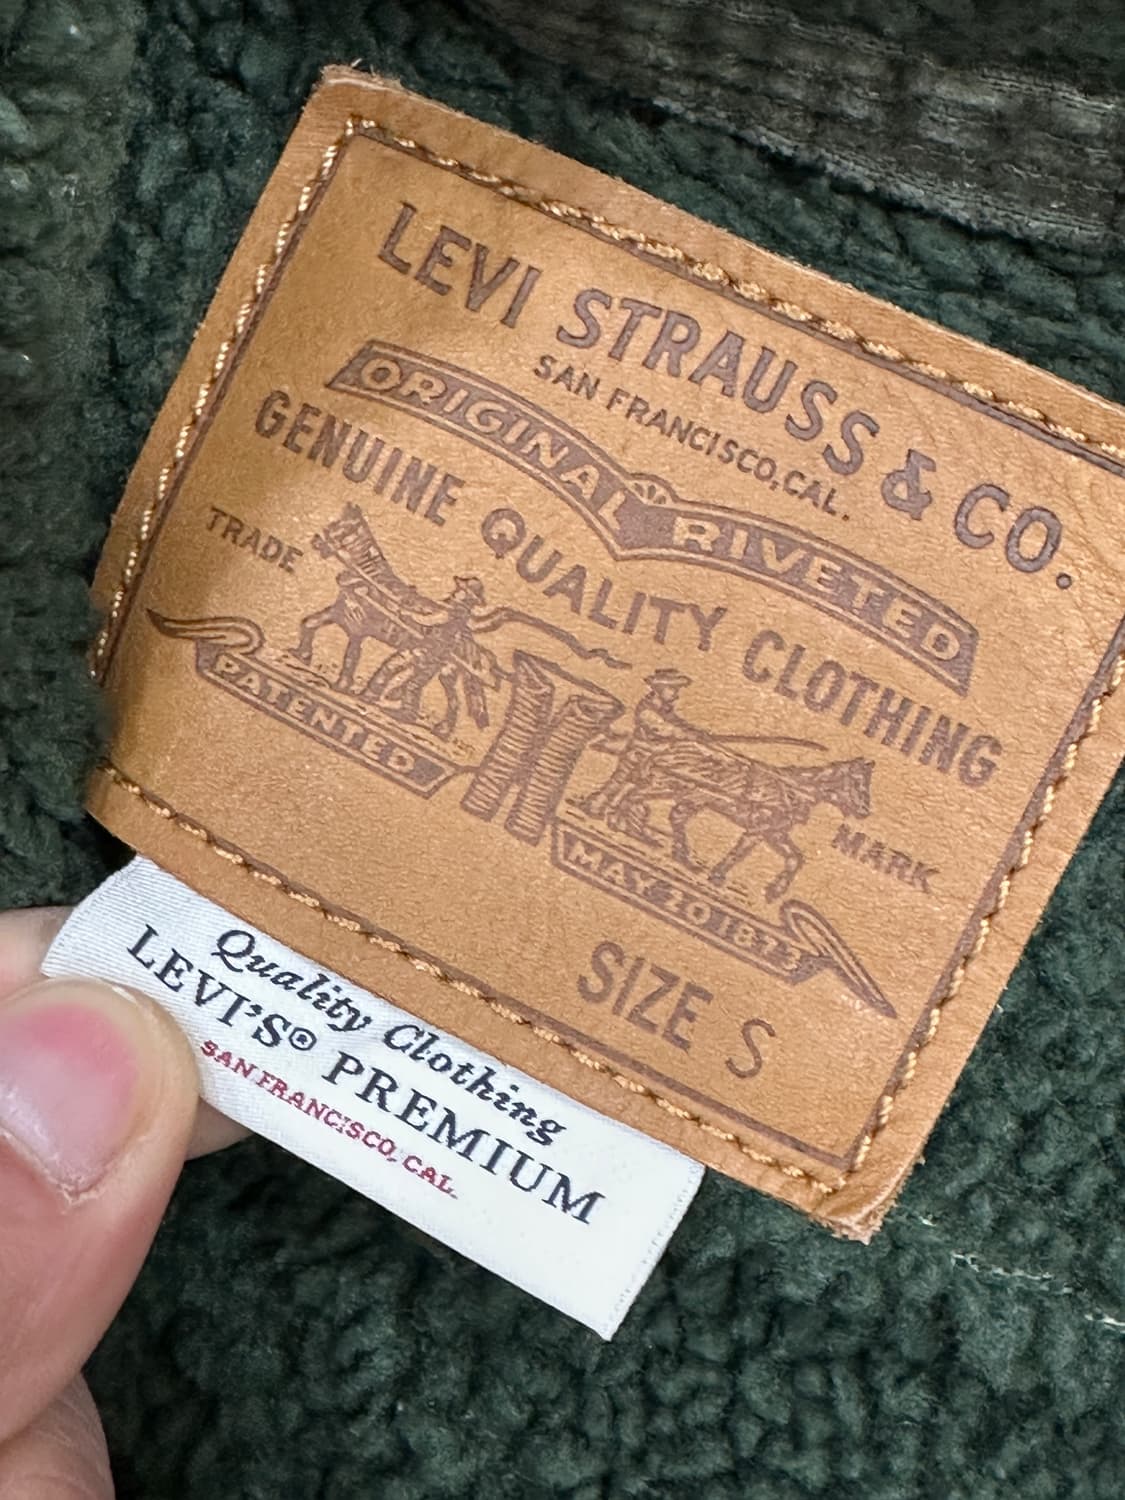 LEVI STRAUSS & CO.
SAN FRANCISCO, CAL.
ORIGINAL RIVETED
GENUINE QUALITY CLOTHING
TRADE MARK
PATENTED MAY 20 1873
SIZE S
Quality Clothing
LEVI'S® PREMIUM
SAN FRANCISCO, CAL.